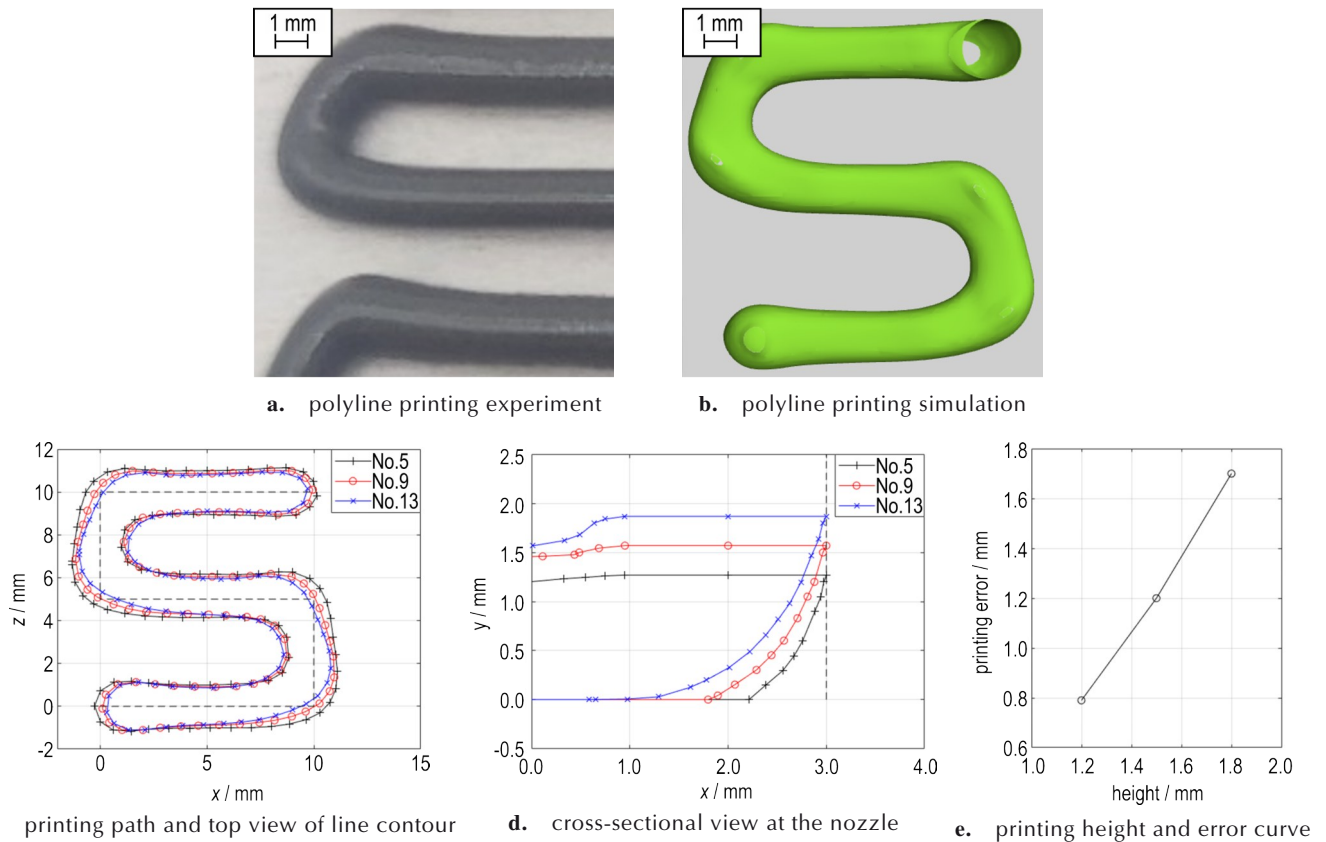 1 mm
1 mm
a. polyline printing experiment
b. polyline printing simulation
12
10
8
6
4
2
0
-2
0
5
10
15
z / mm
x / mm
No.5
No.9
No.13
printing path and top view of line contour
2.5
2.0
1.5
1.0
0.5
0.0
-0.5
0.0
1.0
2.0
3.0
4.0
y / mm
x / mm
No.5
No.9
No.13
d. cross-sectional view at the nozzle
1.8
1.6
1.4
1.2
1.0
0.8
0.6
1.0
1.2
1.4
1.6
1.8
2.0
printing error / mm
height / mm
e. printing height and error curve